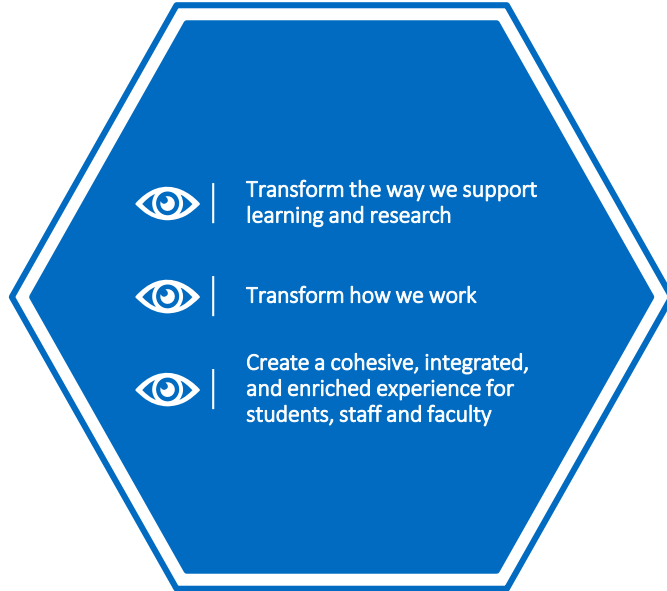 Transform the way we support
learning and research
Transform how we work
Create a cohesive, integrated,
and enriched experience for
students, staff and faculty